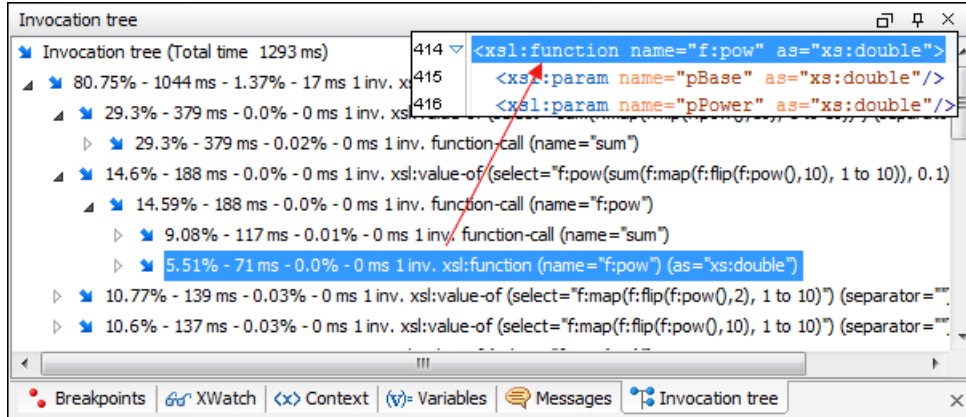 Invocation tree
Invocation tree (Total time 1293 ms)
414 <xsl:function name="f:pow" as="xs:double">
80.75% - 1044 ms - 1.37% - 17 ms 1 inv. xs
415 <xsl:param name="pBase" as="xs:double"/>
29.3% - 379 ms - 0.0% - 0 ms 1 inv. xsl
416 <xsl:param name="pPower" as="xs:double"/>
29.3% - 379 ms - 0.02% - 0 ms 1 inv. function-call (name="sum")
14.6% - 188 ms - 0.0% - 0 ms 1 inv. xsl:value-of (select="f:pow(sum(f:map(f:flip(f:pow(),10), 1 to 10)), 0.1)
14.59% - 188 ms - 0.0% - 0 ms 1 inv. function-call (name="f:pow")
9.08% - 117 ms - 0.01% - 0 ms 1 inv. function-call (name="sum")
5.51% - 71 ms - 0.0% - 0 ms 1 inv. xsl:function (name="f:pow") (as="xs:double")
10.77% - 139 ms - 0.03% - 0 ms 1 inv. xsl:value-of (select="f:map(f:flip(f:pow(),2), 1 to 10)") (separator=""
10.6% - 137 ms - 0.03% - 0 ms 1 inv. xsl:value-of (select="f:map(f:flip(f:pow(),10), 1 to 10)") (separator=""
Breakpoints XWatch <x> Context (v)= Variables Messages Invocation tree